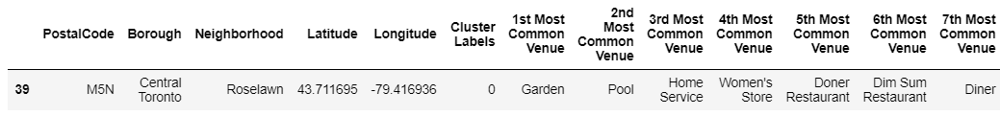 PostalCode Borough Neighborhood Latitude Longitude Cluster Labels 1st Most Common Venue 2nd Most Common Venue 3rd Most Common Venue 4th Most Common Venue 5th Most Common Venue 6th Most Common Venue 7th Most Common Venue
39 M5N Central Toronto Roselawn 43.711695 -79.416936 0 Garden Pool Home Service Women's Store Doner Restaurant Dim Sum Restaurant Diner